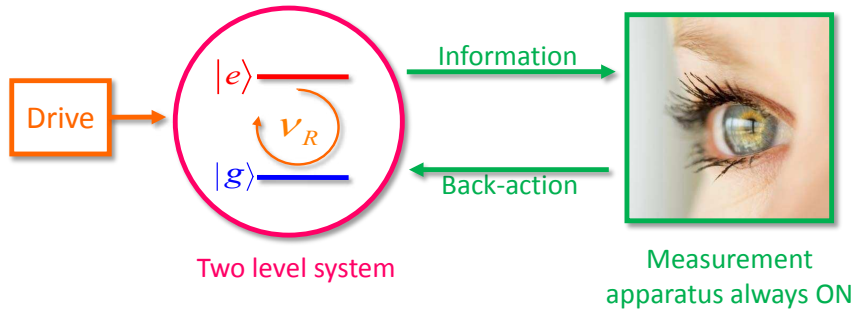 Drive
|e⟩
ν_R
|g⟩
Two level system
Information
Back-action
Measurement
apparatus always ON